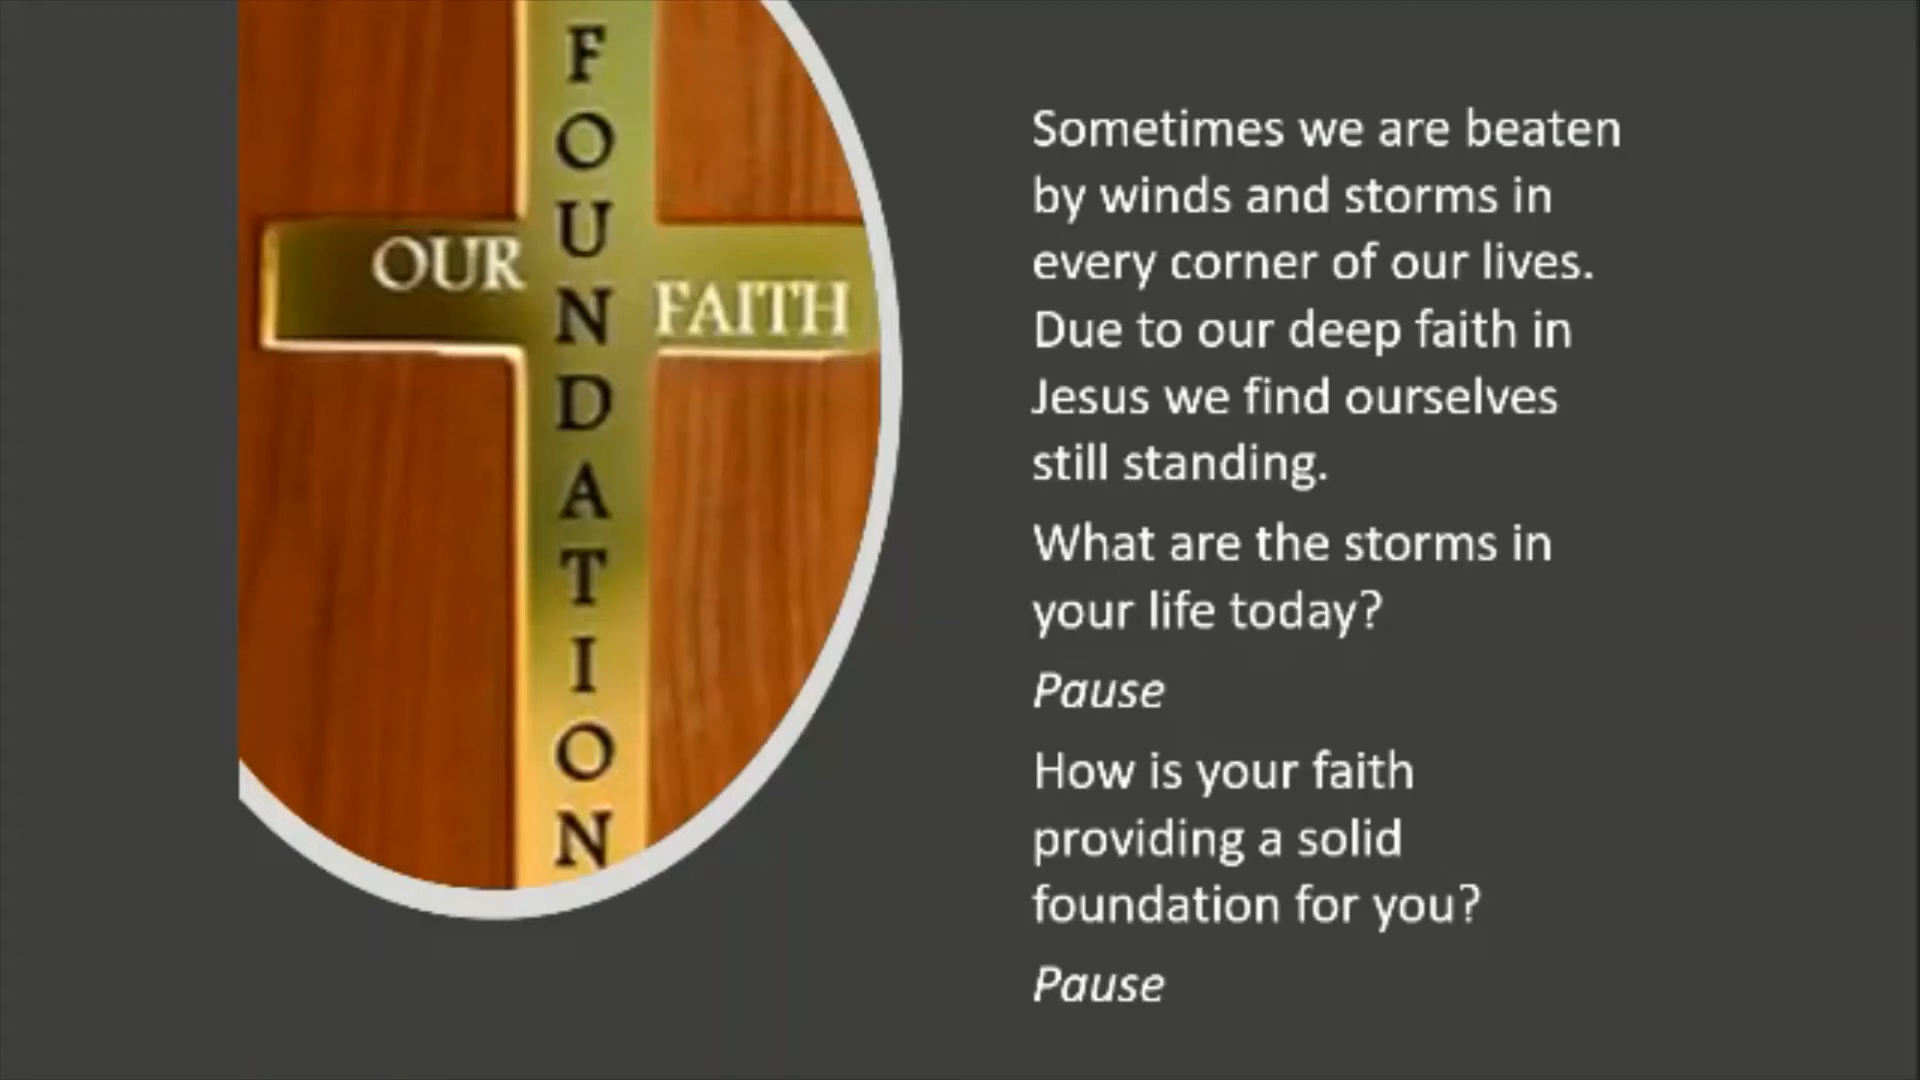 FOUNDATION
OUR
FAITH
Sometimes we are beaten
by winds and storms in
every corner of our lives.
Due to our deep faith in
Jesus we find ourselves
still standing.
What are the storms in
your life today?
Pause
How is your faith
providing a solid
foundation for you?
Pause